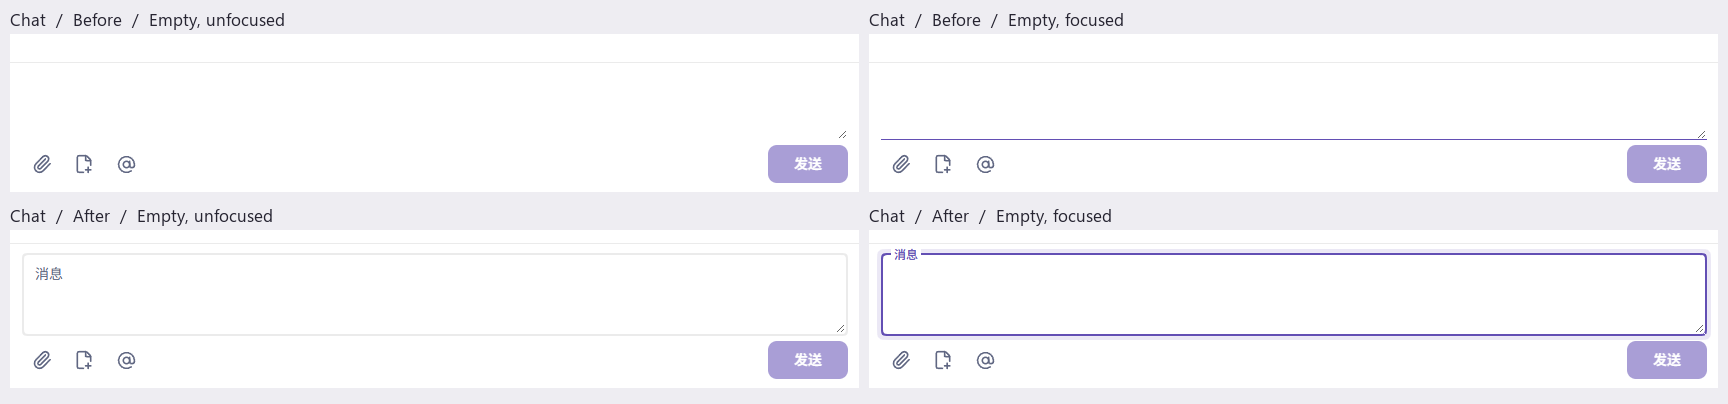 Chat / Before / Empty, unfocused
Chat / Before / Empty, focused
发送
发送
Chat / After / Empty, unfocused
Chat / After / Empty, focused
消息
消息
发送
发送